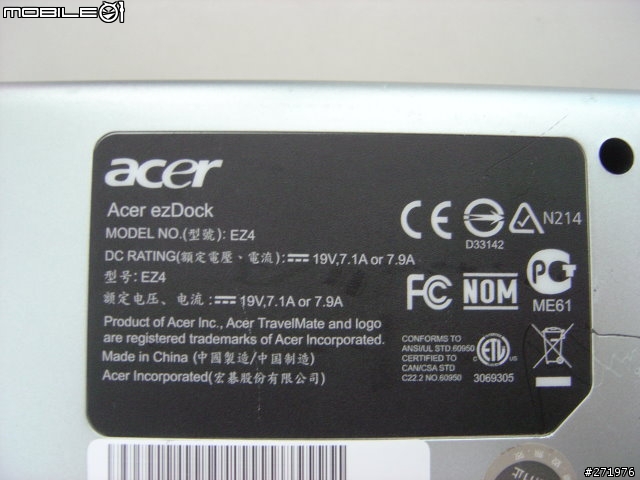 MOBILE01
acer
Acer ezDock
MODEL NO.(型號): EZ4
DC RATING(額定電壓、電流): 19V,7.1A or 7.9A
型号: EZ4
额定电压、电流: 19V,7.1A or 7.9A
Product of Acer Inc., Acer TravelMate and logo
are registered trademarks of Acer Incorporated.
Made in China (中國製造/中国制造)
Acer Incorporated(宏碁股份有限公司)
CE
D33142
N214
FC
NOM
PG
ME61
CONFORMS TO
ANSI/UL STD 60950
CERTIFIED TO
CAN/CSA STD
C22.2 NO.60950
ETL
3069305
#271976